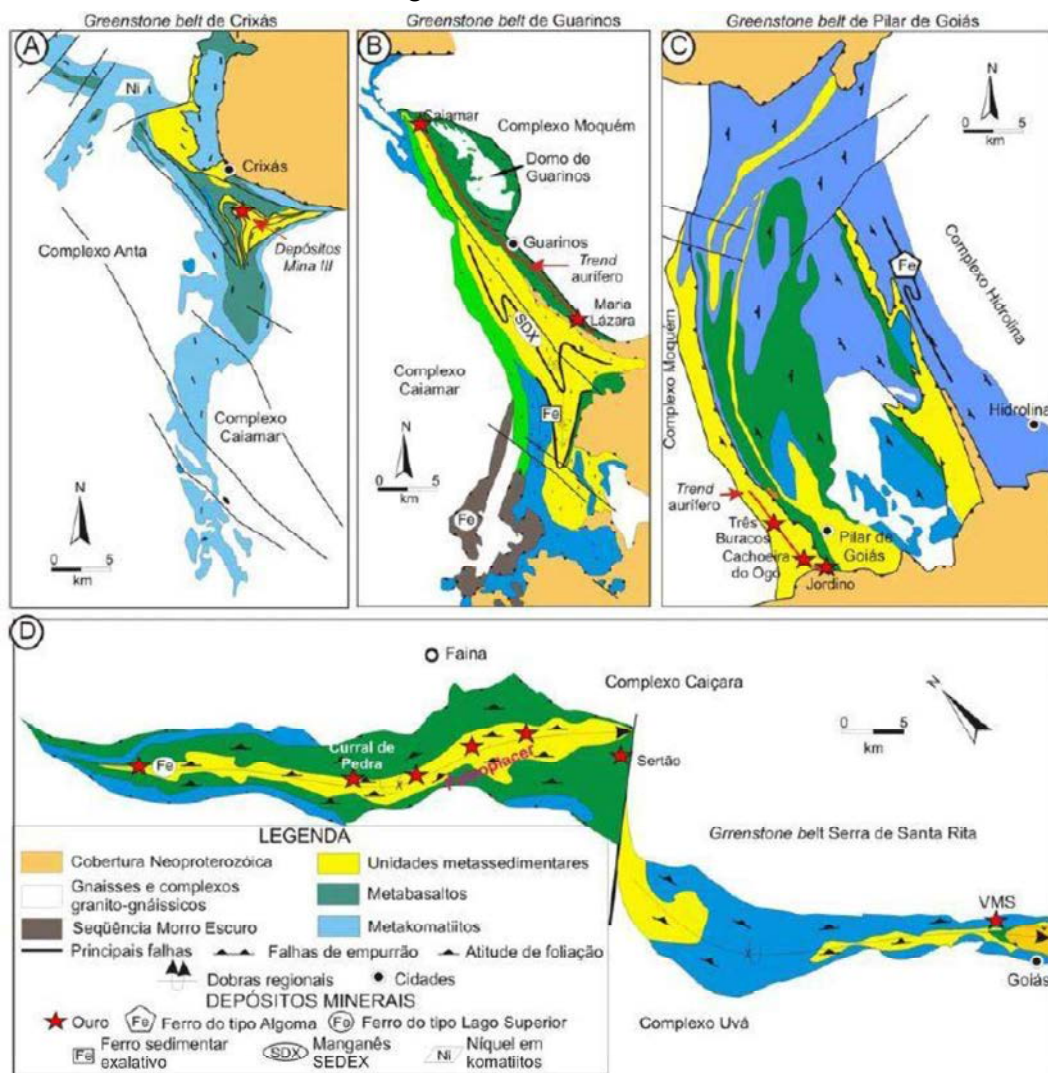 Greenstone belt de Crixás
Greenstone belt de Guarinos
Greenstone belt de Pilar de Goiás
A
Ni
Crixás
Complexo Anta
Depósitos
Mina III
Complexo
Caiamar
N
0 5
km
B
Caiamar
Complexo Moquém
Domo de
Guarinos
Guarinos
Trend
aurífero
Maria
Lázara
SDX
Complexo
Caiamar
Fe
N
0 5
km
Fe
C
N
0 5
km
Fe
Complexo Hidrolina
Complexo Moquém
Hidrolina
Trend
aurífero
Três
Buracos
Pilar de
Goiás
Cachoeira
do Ogó
Jordino
D
Faina
Complexo Caiçara
N
0 5
km
Fe
Curral de
Pedra
Sertão
Grrenstone belt Serra de Santa Rita
VMS
Goiás
Complexo Uvá
LEGENDA
Cobertura Neoproterozóica
Unidades metassedimentares
Gnaisses e complexos
granito-gnáissicos
Metabasaltos
Seqüência Morro Escuro
Metakomatiitos
Principais falhas
Falhas de empurrão
Atitude de foliação
Dobras regionais
Cidades
DEPÓSITOS MINERAIS
Ouro
Fe Ferro do tipo Algoma
Fe Ferro do tipo Lago Superior
Fe Ferro sedimentar
exalativo
SDX Manganês
SEDEX
Ni Níquel em
komatiitos